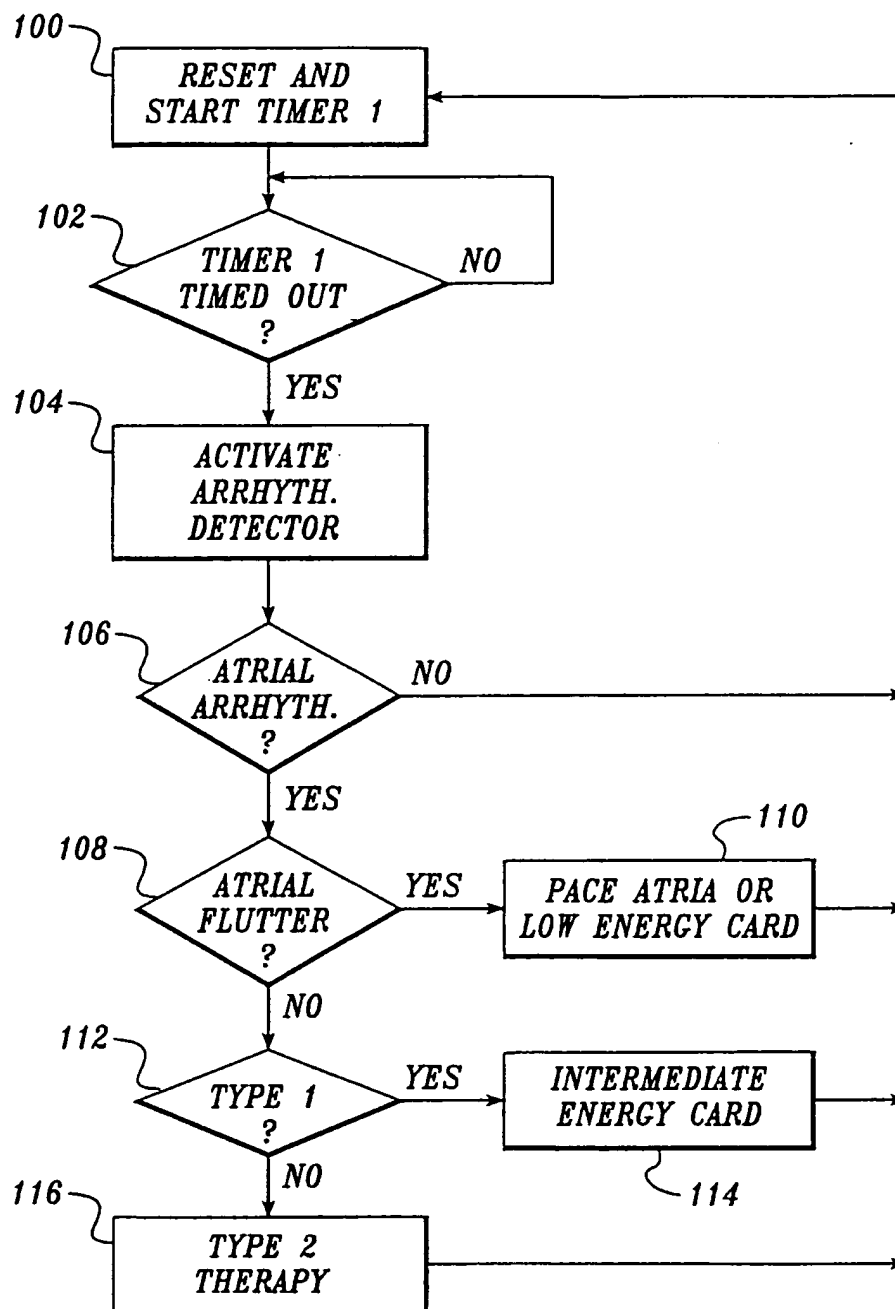 100
RESET AND
START TIMER 1
102
TIMER 1
TIMED OUT
?
NO
YES
104
ACTIVATE
ARRHYTH.
DETECTOR
106
ATRIAL
ARRHYTH.
?
NO
YES
108
ATRIAL
FLUTTER
?
YES
110
PACE ATRIA OR
LOW ENERGY CARD
NO
112
TYPE 1
?
YES
INTERMEDIATE
ENERGY CARD
114
NO
116
TYPE 2
THERAPY